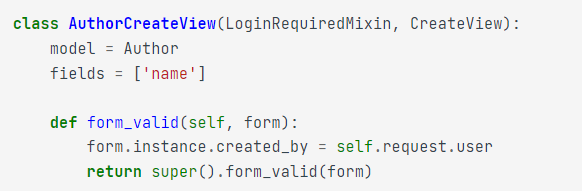 class AuthorCreateView(LoginRequiredMixin, CreateView):
    model = Author
    fields = ['name']

    def form_valid(self, form):
        form.instance.created_by = self.request.user
        return super().form_valid(form)